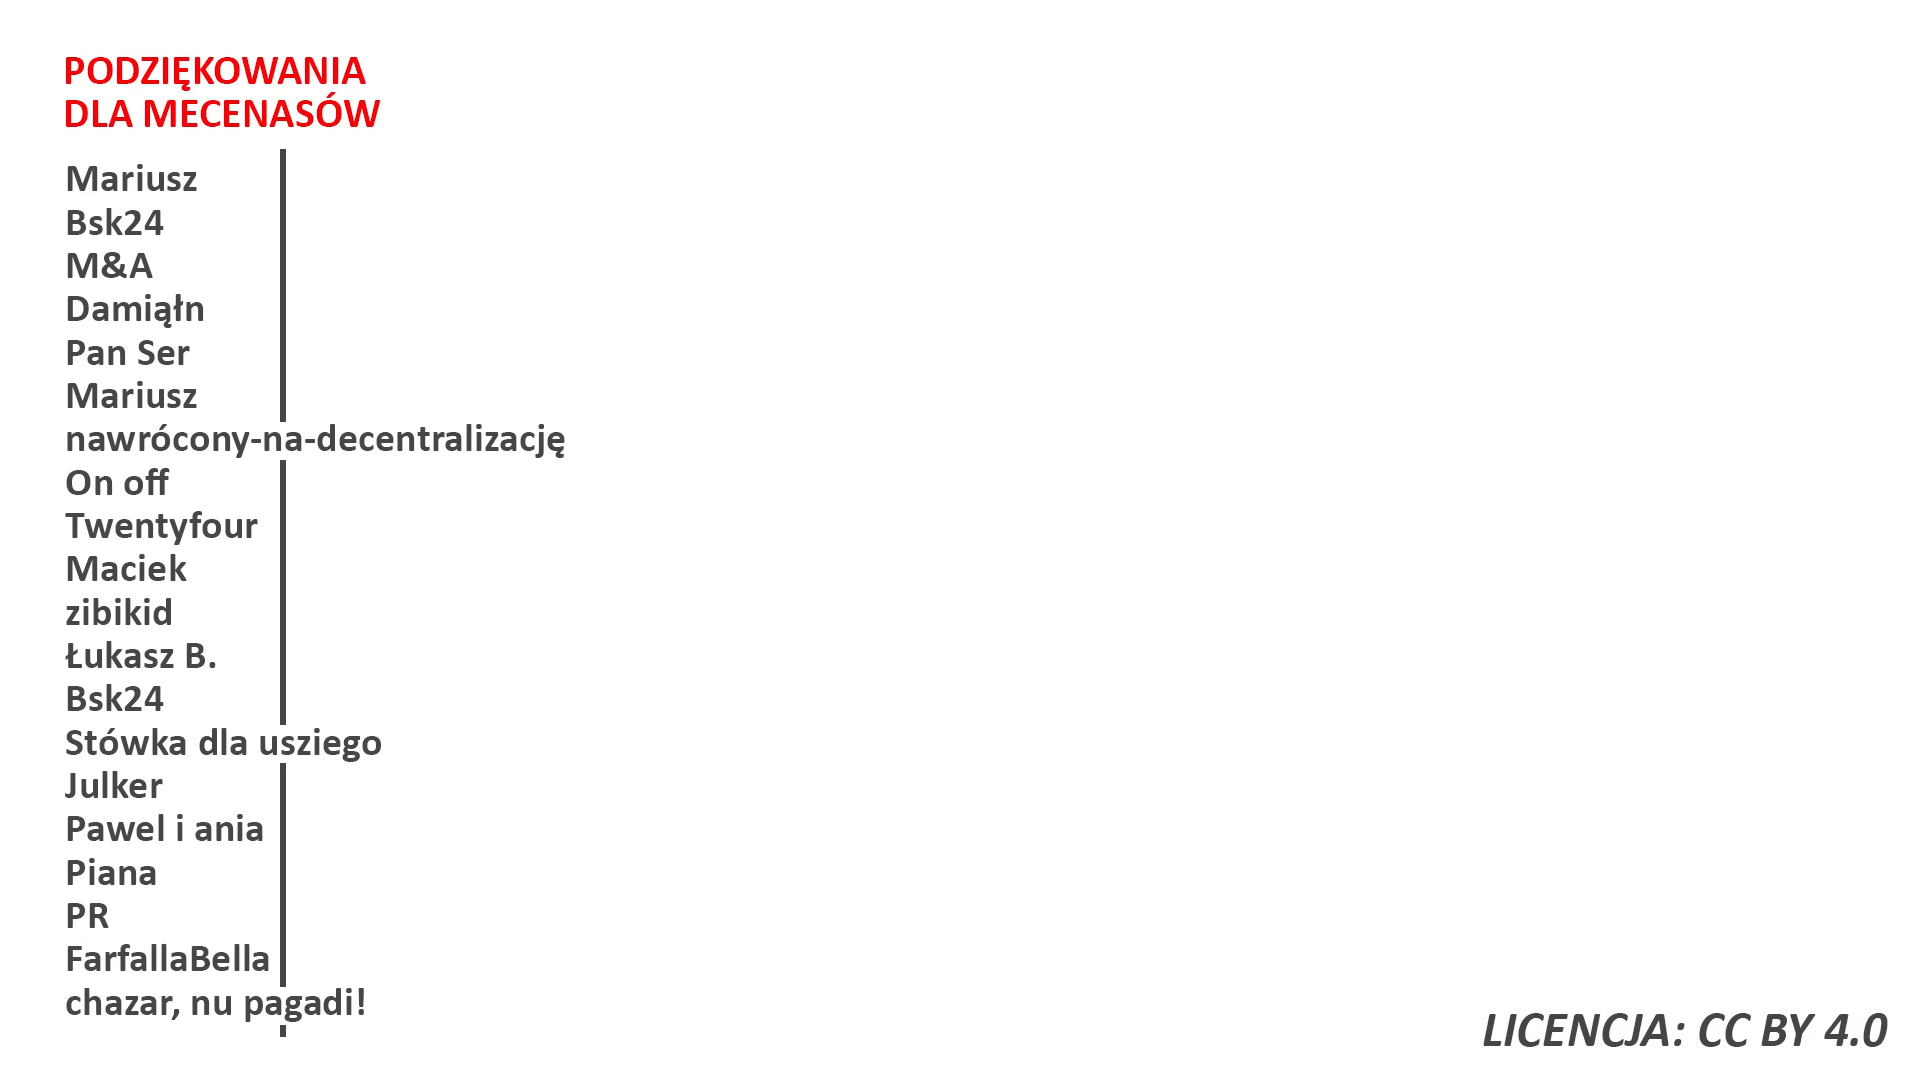 PODZIĘKOWANIA
DLA MECENASÓW
Mariusz
Bsk24
M&A
Damiąłn
Pan Ser
Mariusz
nawrócony-na-decentralizację
On off
Twentyfour
Maciek
zibikid
Łukasz B.
Bsk24
Stówka dla usziego
Julker
Pawel i ania
Piana
PR
FarfallaBella
chazar, nu pagadi!
LICENCJA: CC BY 4.0